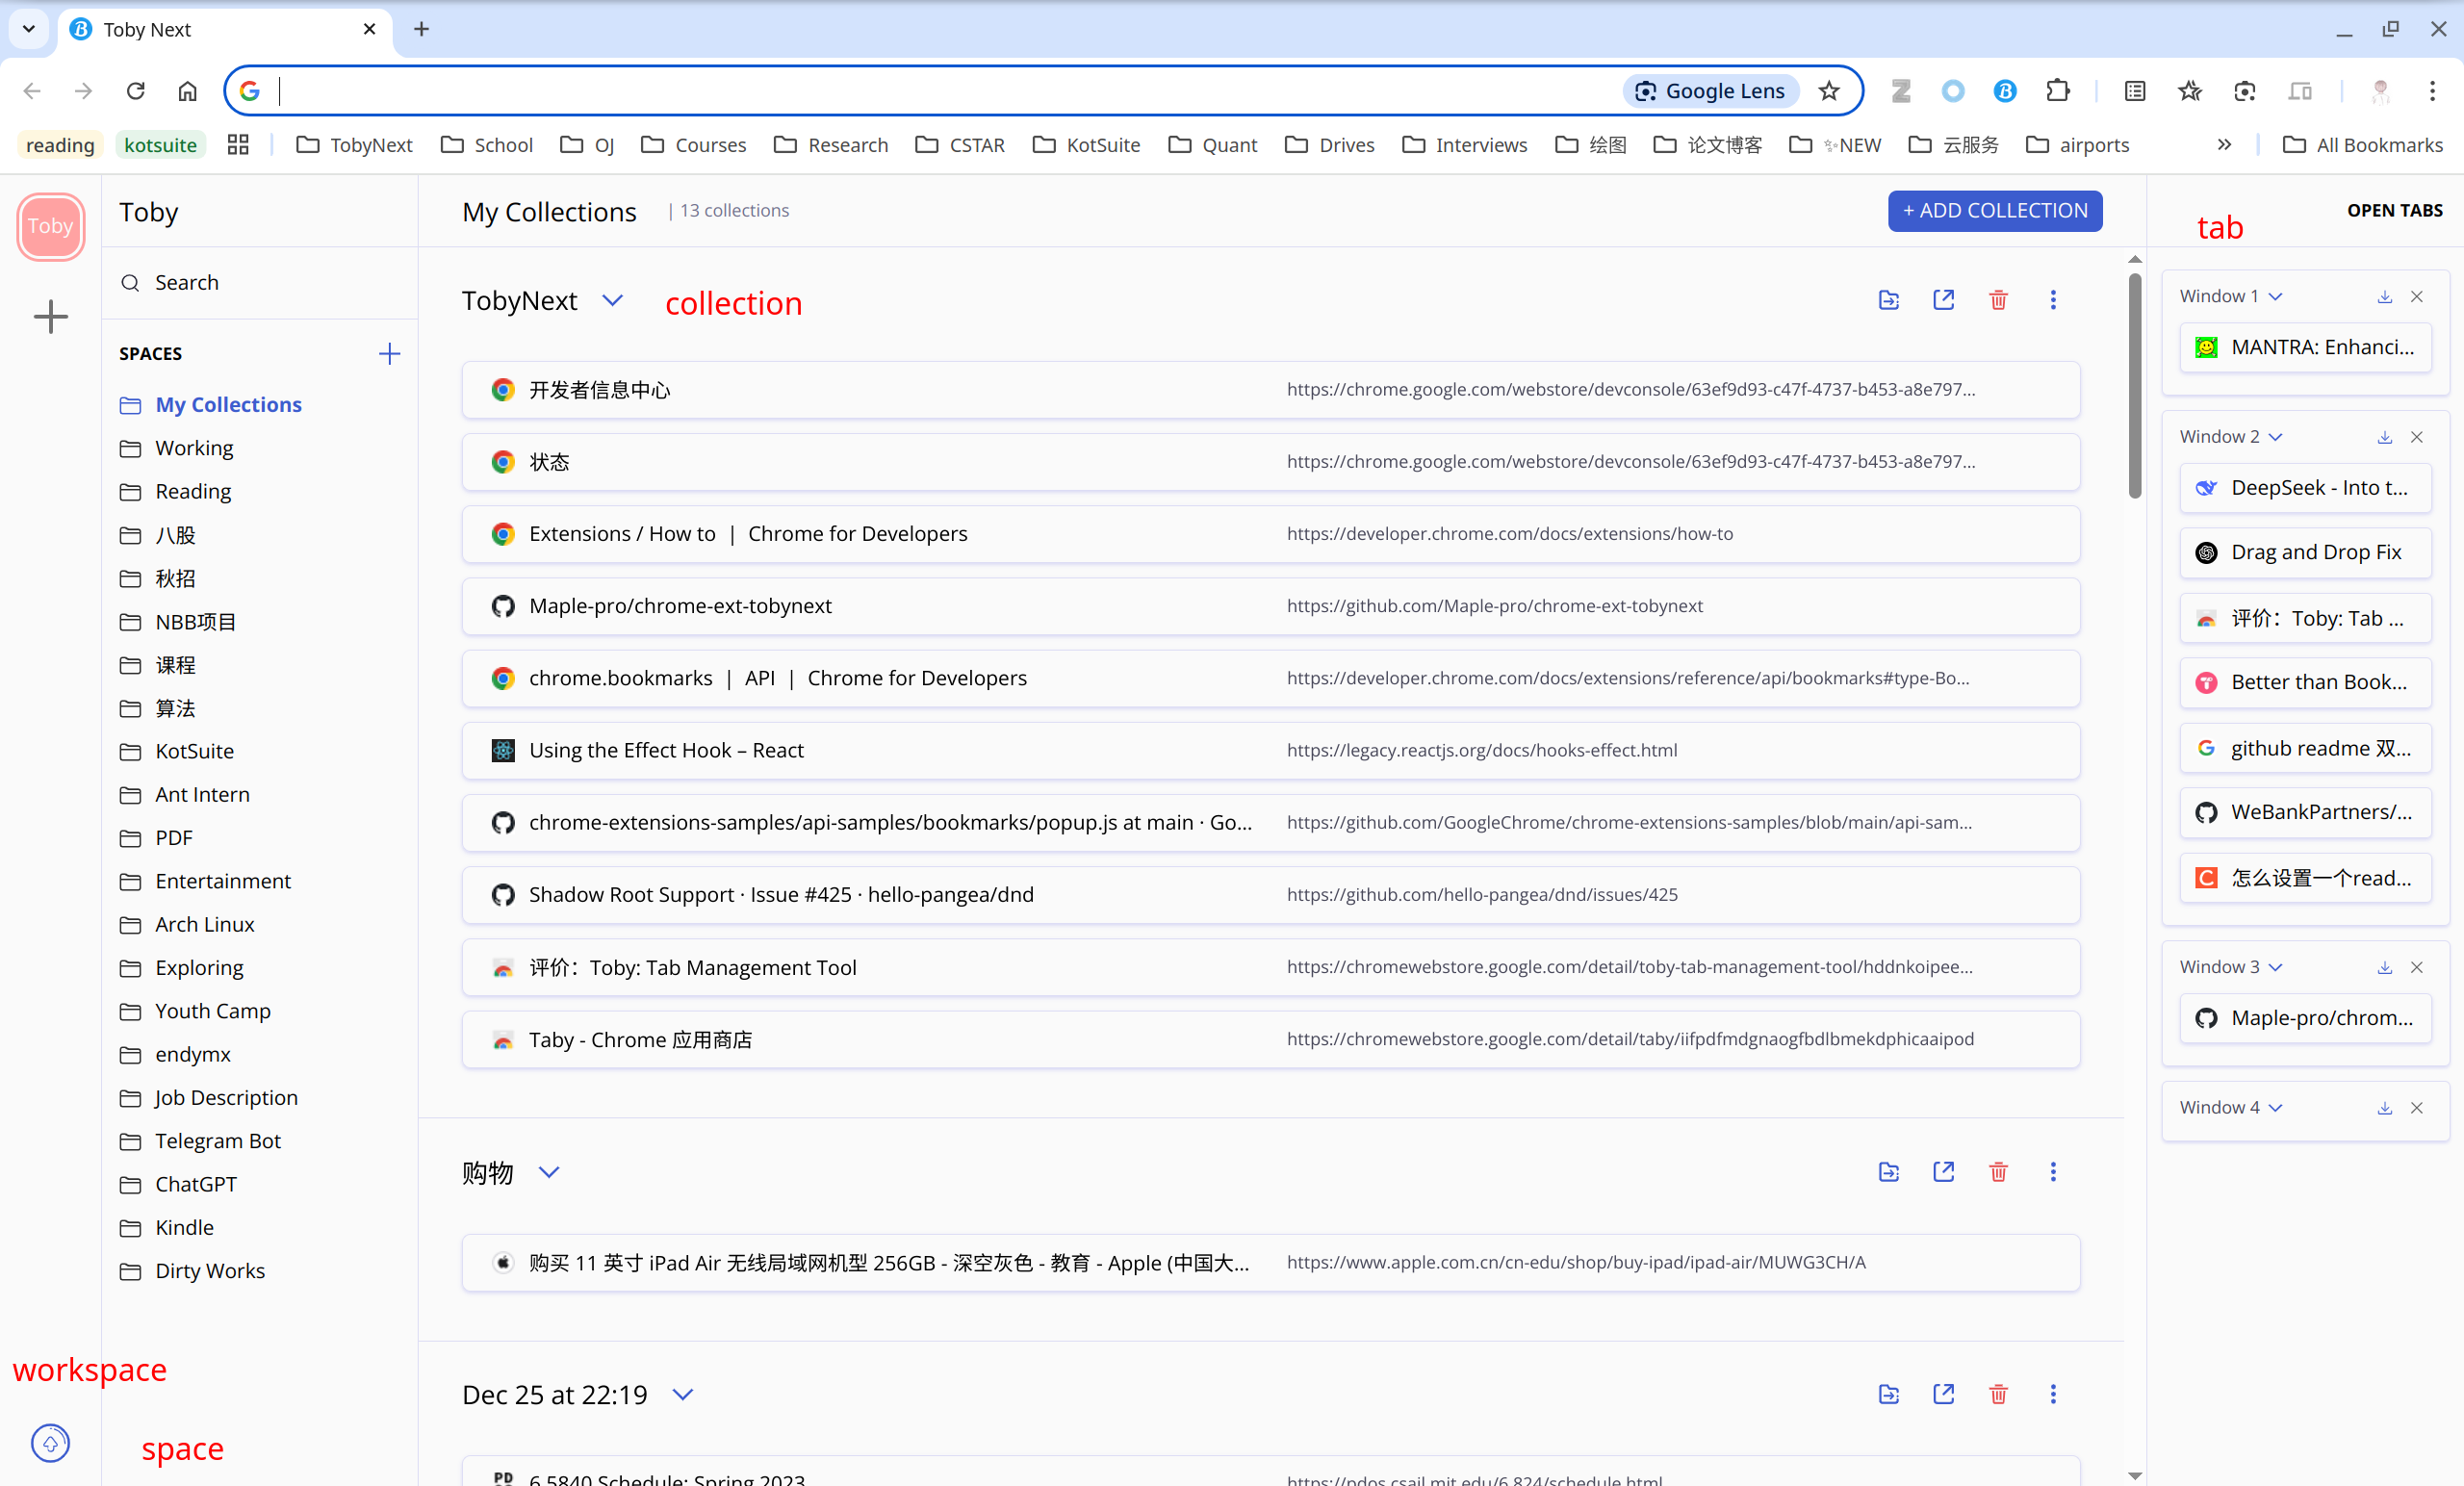 Toby Next
Google Lens
reading kotsuite TobyNext School OJ Courses Research CSTAR KotSuite Quant Drives Interviews 绘图 论文博客 ✨NEW 云服务 airports » All Bookmarks
Toby
Toby
Search
SPACES
My Collections
Working
Reading
八股
秋招
NBB项目
课程
算法
KotSuite
Ant Intern
PDF
Entertainment
Arch Linux
Exploring
Youth Camp
endymx
Job Description
Telegram Bot
ChatGPT
Kindle
Dirty Works
workspace
space
My Collections | 13 collections
+ ADD COLLECTION
TobyNext
collection
开发者信息中心 https://chrome.google.com/webstore/devconsole/63ef9d93-c47f-4737-b453-a8e797...
状态 https://chrome.google.com/webstore/devconsole/63ef9d93-c47f-4737-b453-a8e797...
Extensions / How to | Chrome for Developers https://developer.chrome.com/docs/extensions/how-to
Maple-pro/chrome-ext-tobynext https://github.com/Maple-pro/chrome-ext-tobynext
chrome.bookmarks | API | Chrome for Developers https://developer.chrome.com/docs/extensions/reference/api/bookmarks#type-Bo...
Using the Effect Hook – React https://legacy.reactjs.org/docs/hooks-effect.html
chrome-extensions-samples/api-samples/bookmarks/popup.js at main · Go... https://github.com/GoogleChrome/chrome-extensions-samples/blob/main/api-sam...
Shadow Root Support · Issue #425 · hello-pangea/dnd https://github.com/hello-pangea/dnd/issues/425
评价：Toby: Tab Management Tool https://chromewebstore.google.com/detail/toby-tab-management-tool/hddnkoipee...
Taby - Chrome 应用商店 https://chromewebstore.google.com/detail/taby/iifpdfmdgnaogfbdlbmekdphicaaipod
购物
购买 11 英寸 iPad Air 无线局域网机型 256GB - 深空灰色 - 教育 - Apple (中国大... https://www.apple.com.cn/cn-edu/shop/buy-ipad/ipad-air/MUWG3CH/A
Dec 25 at 22:19
6.5840 Schedule: Spring 2023 https://pdos.csail.mit.edu/6.824/schedule.html
tab
OPEN TABS
Window 1
MANTRA: Enhanci...
Window 2
DeepSeek - Into t...
Drag and Drop Fix
评价：Toby: Tab ...
Better than Book...
github readme 双...
WeBankPartners/...
怎么设置一个read...
Window 3
Maple-pro/chrom...
Window 4